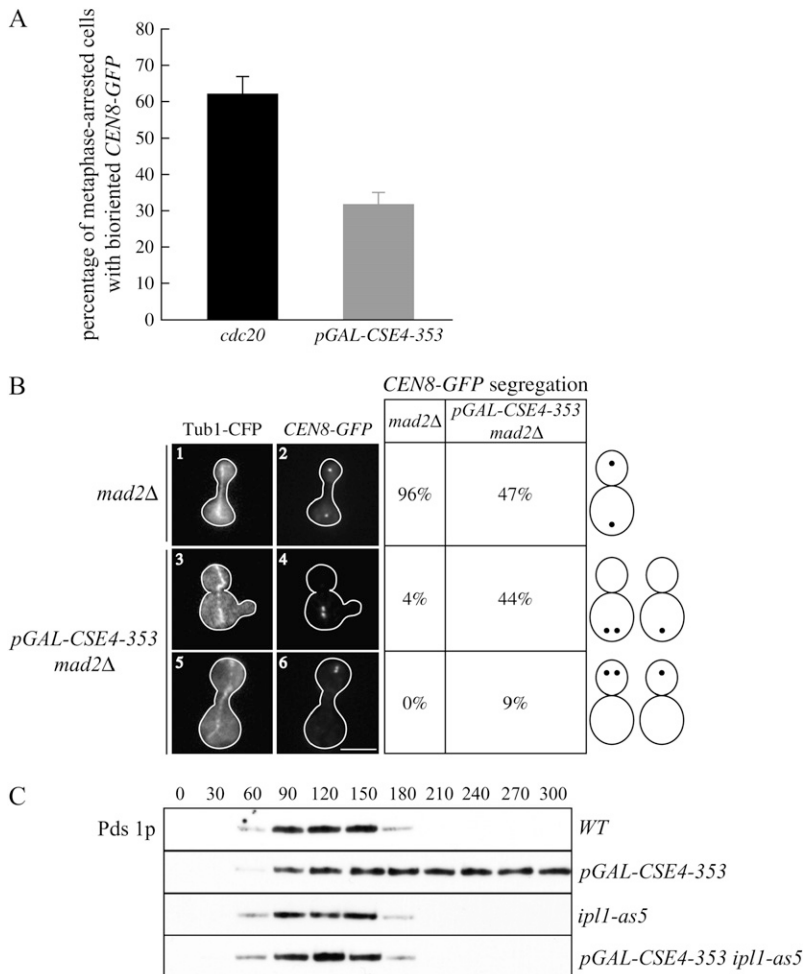 A
percentage of metaphase-arrested cells
with bioriented CEN8-GFP
80
70
60
50
40
30
20
10
0
cdc20
pGAL-CSE4-353
B
CEN8-GFP segregation
Tub1-CFP
CEN8-GFP
mad2Δ
pGAL-CSE4-353
mad2Δ
mad2Δ
1
2
96%
47%
pGAL-CSE4-353
mad2Δ
3
4
4%
44%
5
6
0%
9%
C
0 30 60 90 120 150 180 210 240 270 300
Pds 1p
WT
pGAL-CSE4-353
ipl1-as5
pGAL-CSE4-353 ipl1-as5